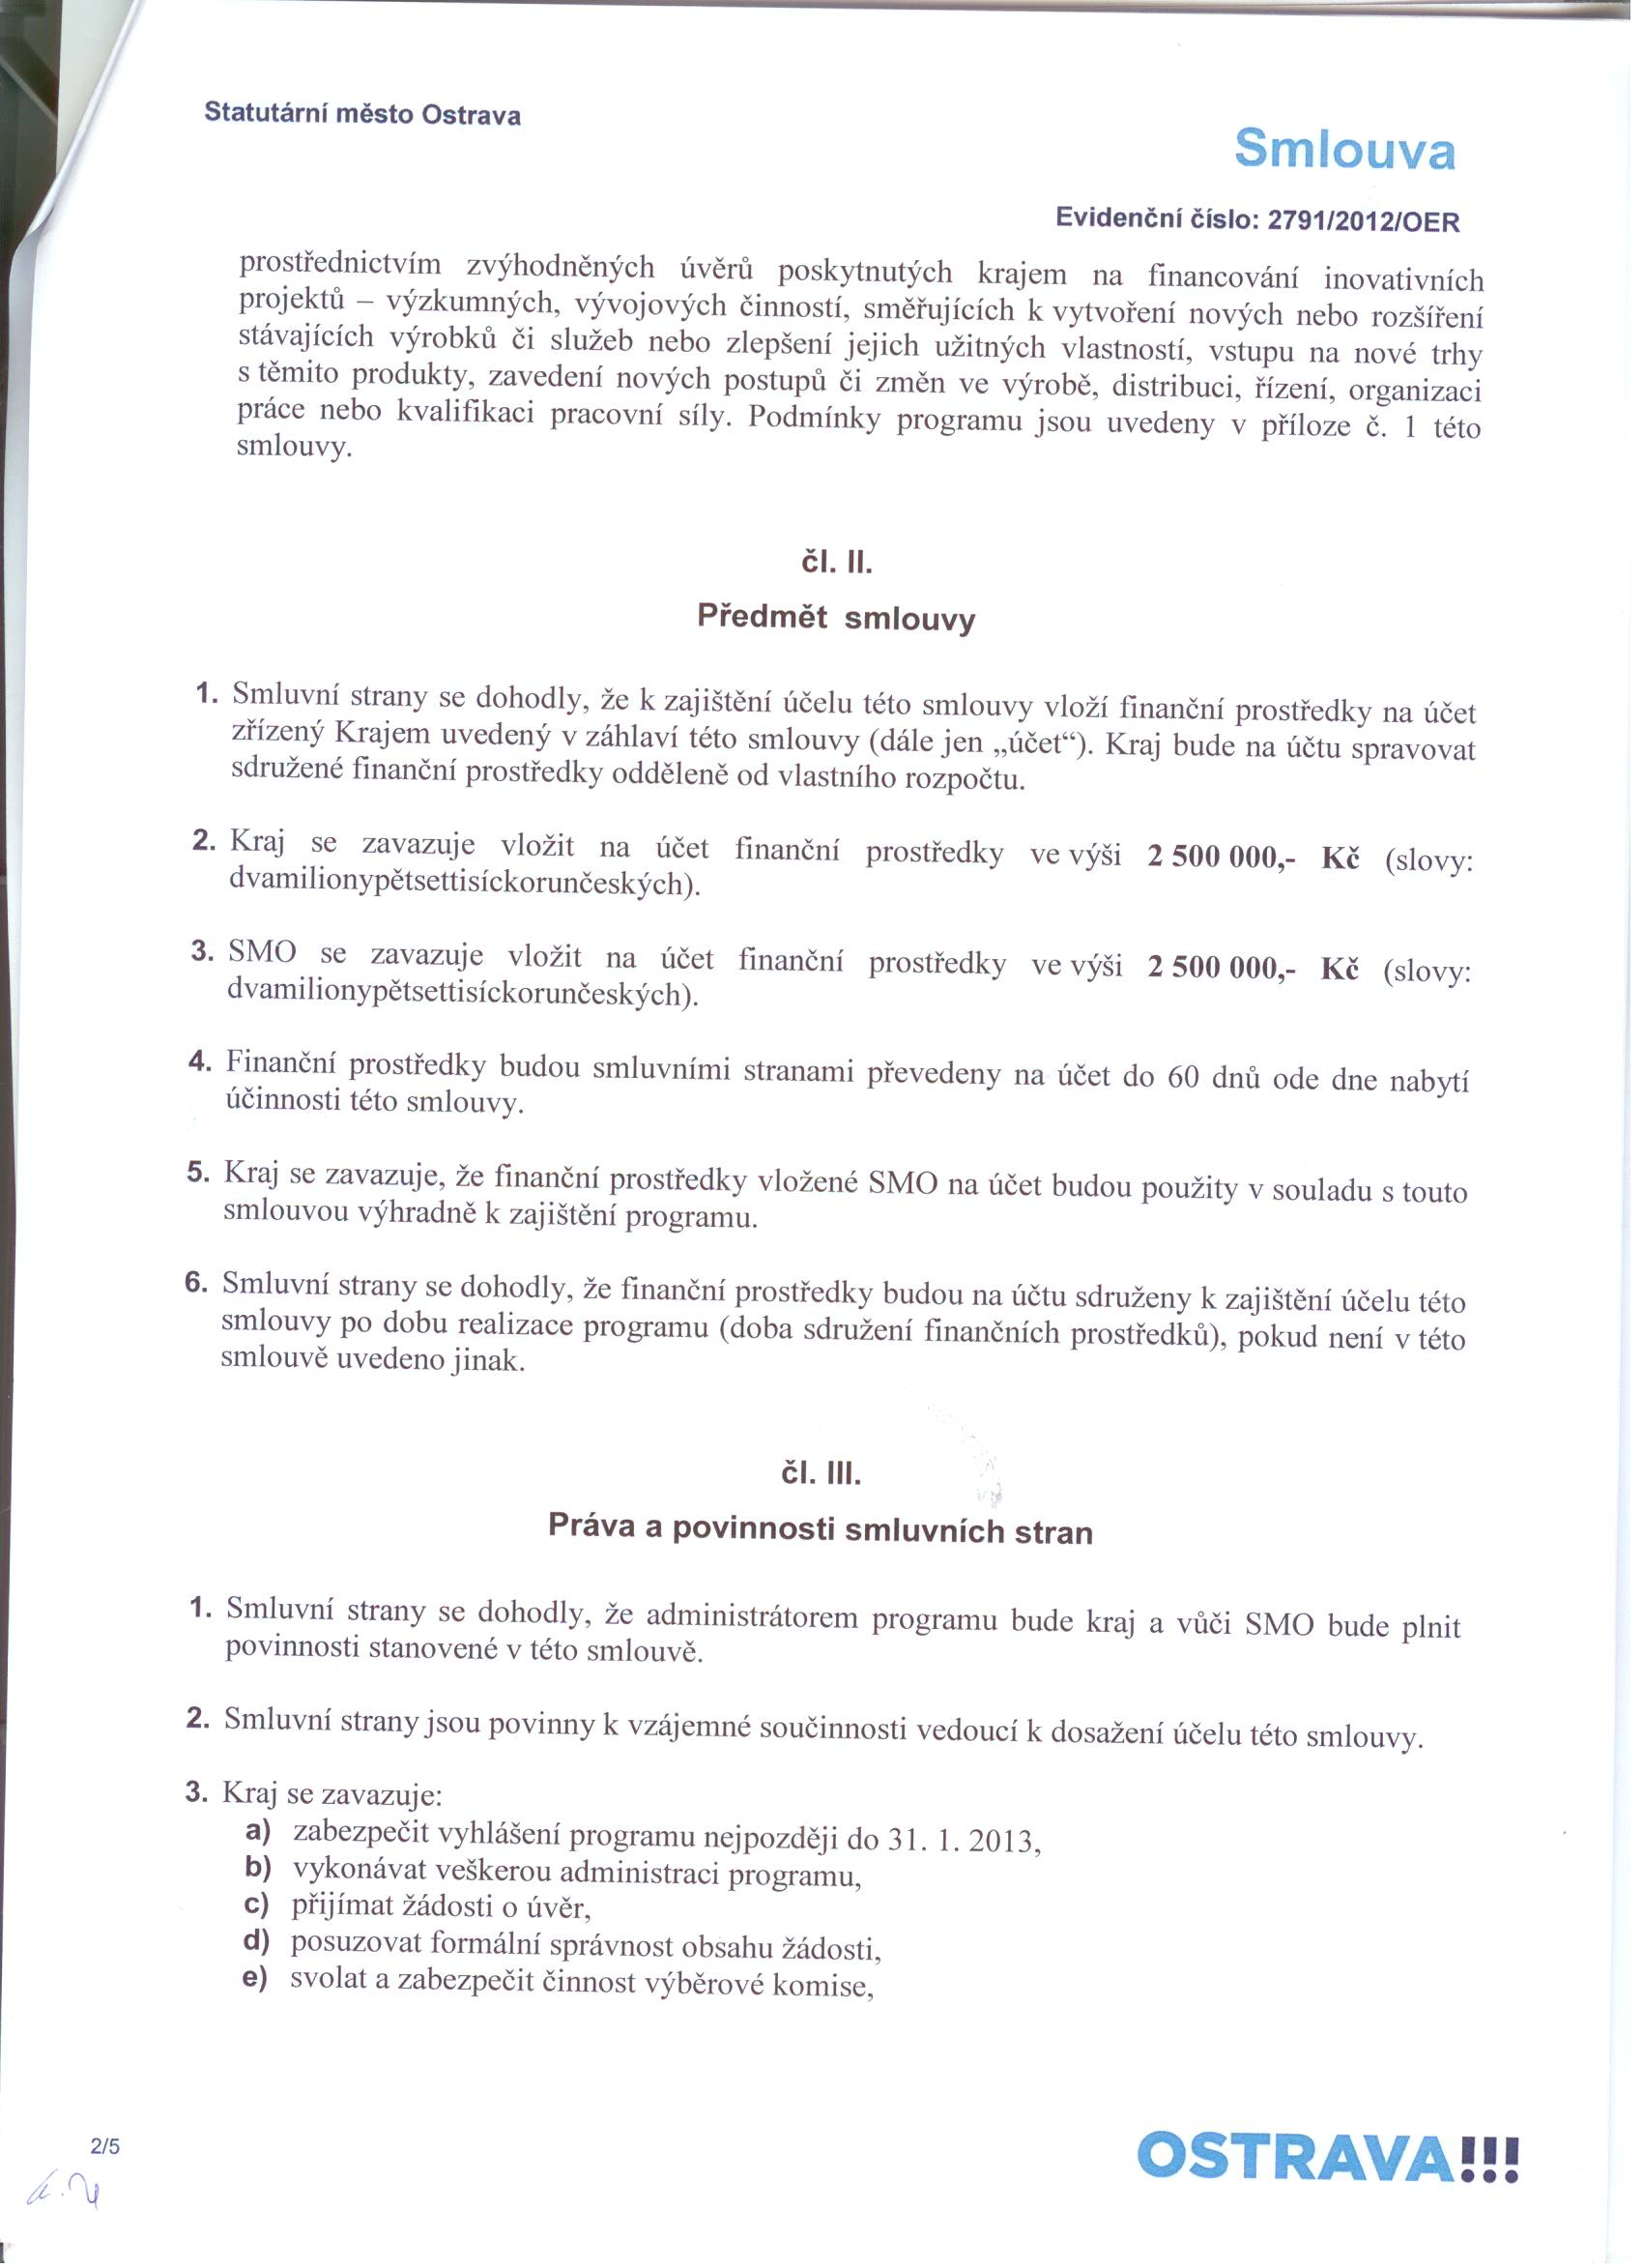 Statutární město Ostrava
Smlouva
Evidenční číslo: 2791/2012/OER
prostřednictvím zvýhodněných úvěrů poskytnutých krajem na financování inovativních
projektů – výzkumných, vývojových činností, směřujících k vytvoření nových nebo rozšíření
stávajících výrobků či služeb nebo zlepšení jejich užitných vlastností, vstupu na nové trhy
s těmito produkty, zavedení nových postupů či změn ve výrobě, distribuci, řízení, organizaci
práce nebo kvalifikaci pracovní síly. Podmínky programu jsou uvedeny v příloze č. 1 této
smlouvy.
čl. II.
Předmět smlouvy
1. Smluvní strany se dohodly, že k zajištění účelu této smlouvy vloží finanční prostředky na účet
zřízený Krajem uvedený v záhlaví této smlouvy (dále jen „účet“). Kraj bude na účtu spravovat
sdružené finanční prostředky odděleně od vlastního rozpočtu.
2. Kraj se zavazuje vložit na účet finanční prostředky ve výši 2 500 000,- Kč (slovy:
dvamilionypětsettisíckorunčeských).
3. SMO se zavazuje vložit na účet finanční prostředky ve výši 2 500 000,- Kč (slovy:
dvamilionypětsettisíckorunčeských).
4. Finanční prostředky budou smluvními stranami převedeny na účet do 60 dnů ode dne nabytí
účinnosti této smlouvy.
5. Kraj se zavazuje, že finanční prostředky vložené SMO na účet budou použity v souladu s touto
smlouvou výhradně k zajištění programu.
6. Smluvní strany se dohodly, že finanční prostředky budou na účtu sdruženy k zajištění účelu této
smlouvy po dobu realizace programu (doba sdružení finančních prostředků), pokud není v této
smlouvě uvedeno jinak.
čl. III.
Práva a povinnosti smluvních stran
1. Smluvní strany se dohodly, že administrátorem programu bude kraj a vůči SMO bude plnit
povinnosti stanovené v této smlouvě.
2. Smluvní strany jsou povinny k vzájemné součinnosti vedoucí k dosažení účelu této smlouvy.
3. Kraj se zavazuje:
a) zabezpečit vyhlášení programu nejpozději do 31. 1. 2013,
b) vykonávat veškerou administraci programu,
c) přijímat žádosti o úvěr,
d) posuzovat formální správnost obsahu žádosti,
e) svolat a zabezpečit činnost výběrové komise,
2/5
OSTRAVA!!!